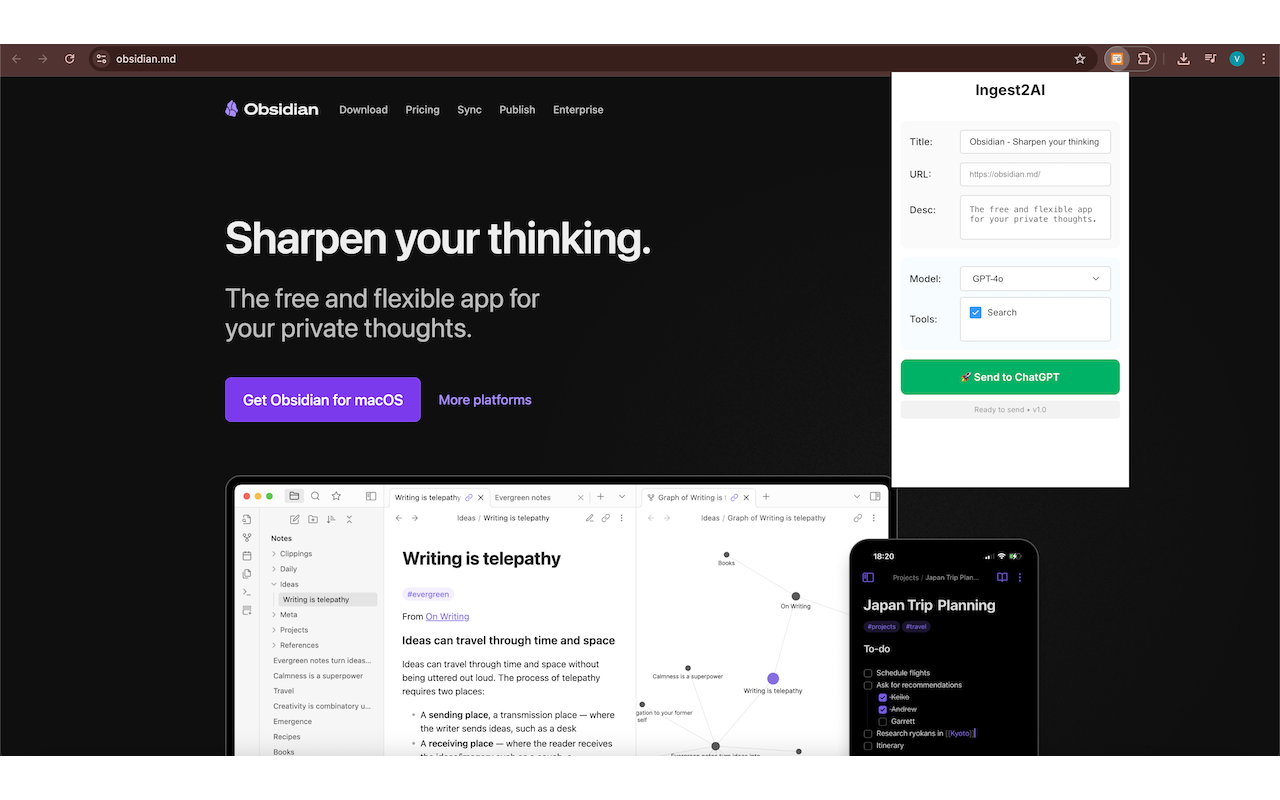 obsidian.md
V
Obsidian Download Pricing Sync Publish Enterprise
Sharpen your thinking.
The free and flexible app for
your private thoughts.
Get Obsidian for macOS More platforms
Ingest2AI
Title: Obsidian - Sharpen your thinking
URL: https://obsidian.md/
Desc: The free and flexible app
for your private thoughts.
Model: GPT-4o
Tools: Search
🚀 Send to ChatGPT
Ready to send • v1.0
Notes
Clippings
Daily
Ideas
Writing is telepathy
Meta
Projects
References
Evergreen notes turn ideas...
Calmness is a superpower
Travel
Creativity is combinatory u...
Emergence
Recipes
Books
Writing is telepathy
Evergreen notes
Ideas / Writing is telepathy
Writing is telepathy
#evergreen
From On Writing
Ideas can travel through time and space
Ideas can travel through time and space without
being uttered out loud. The process of telepathy
requires two places:
• A sending place, a transmission place — where
the writer sends ideas, such as a desk
• A receiving place — where the reader receives
Graph of Writing is t
Ideas / Graph of Writing is telepathy
Books
On Writing
Calmness is a superpower
Writing is telepathy
gation to your former
self
18:20
Projects / Japan Trip Plan...
Japan Trip Planning
#projects #travel
To-do
Schedule flights
Ask for recommendations
Keiko
Andrew
Garrett
Research ryokans in [[Kyoto]]
Itinerary